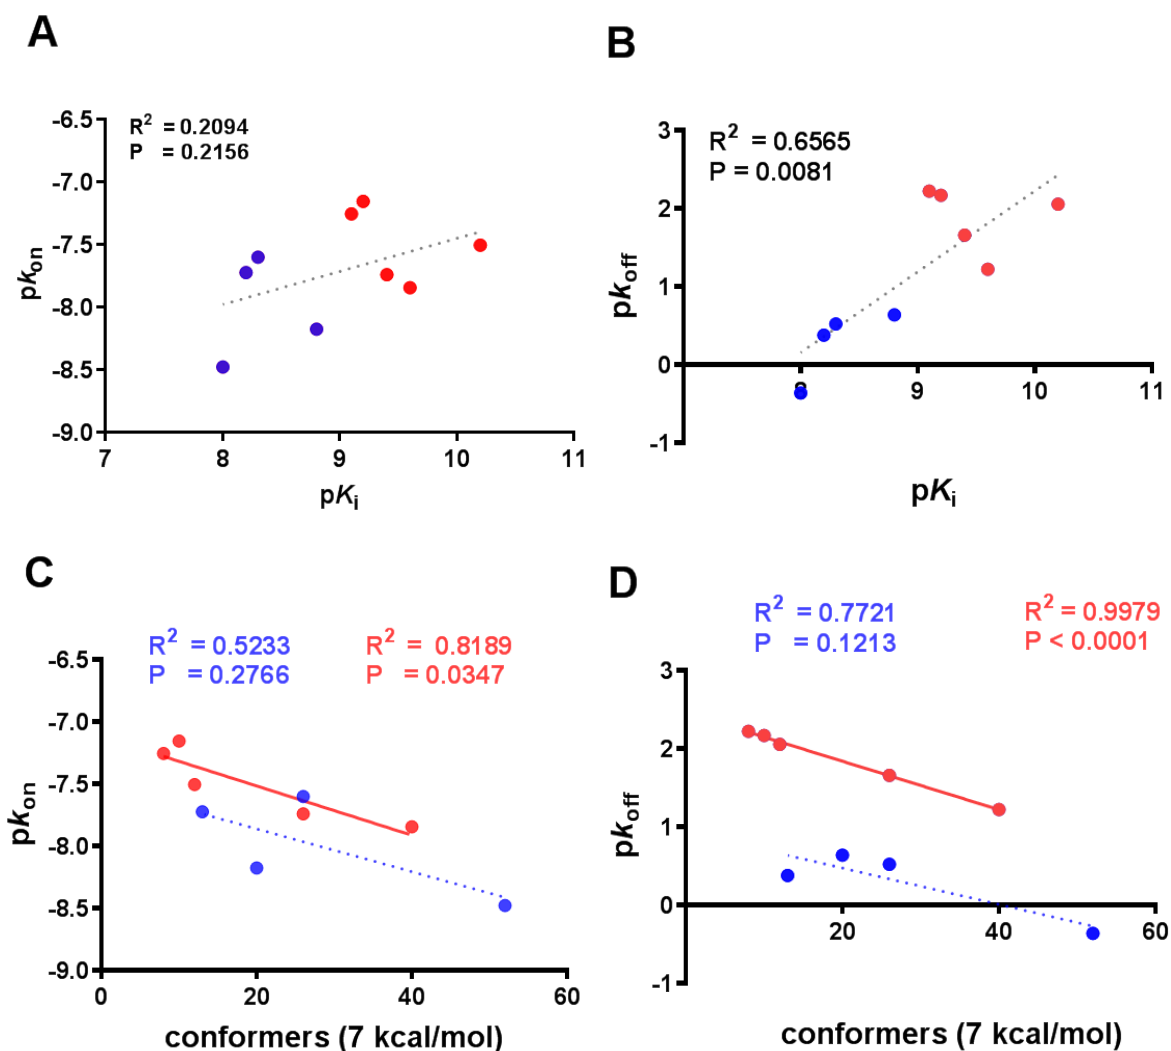 A
R² = 0.2094
P = 0.2156
pkon
-6.5
-7.0
-7.5
-8.0
-8.5
-9.0
7 8 9 10 11
pKi
B
R² = 0.6565
P = 0.0081
pkoff
3
2
1
0
-1
8 9 10 11
pKi
C
R² = 0.5233
P = 0.2766
R² = 0.8189
P = 0.0347
pkon
-6.5
-7.0
-7.5
-8.0
-8.5
-9.0
0 20 40 60
conformers (7 kcal/mol)
D
R² = 0.7721
P = 0.1213
R² = 0.9979
P < 0.0001
pkoff
3
2
1
0
-1
20 40 60
conformers (7 kcal/mol)